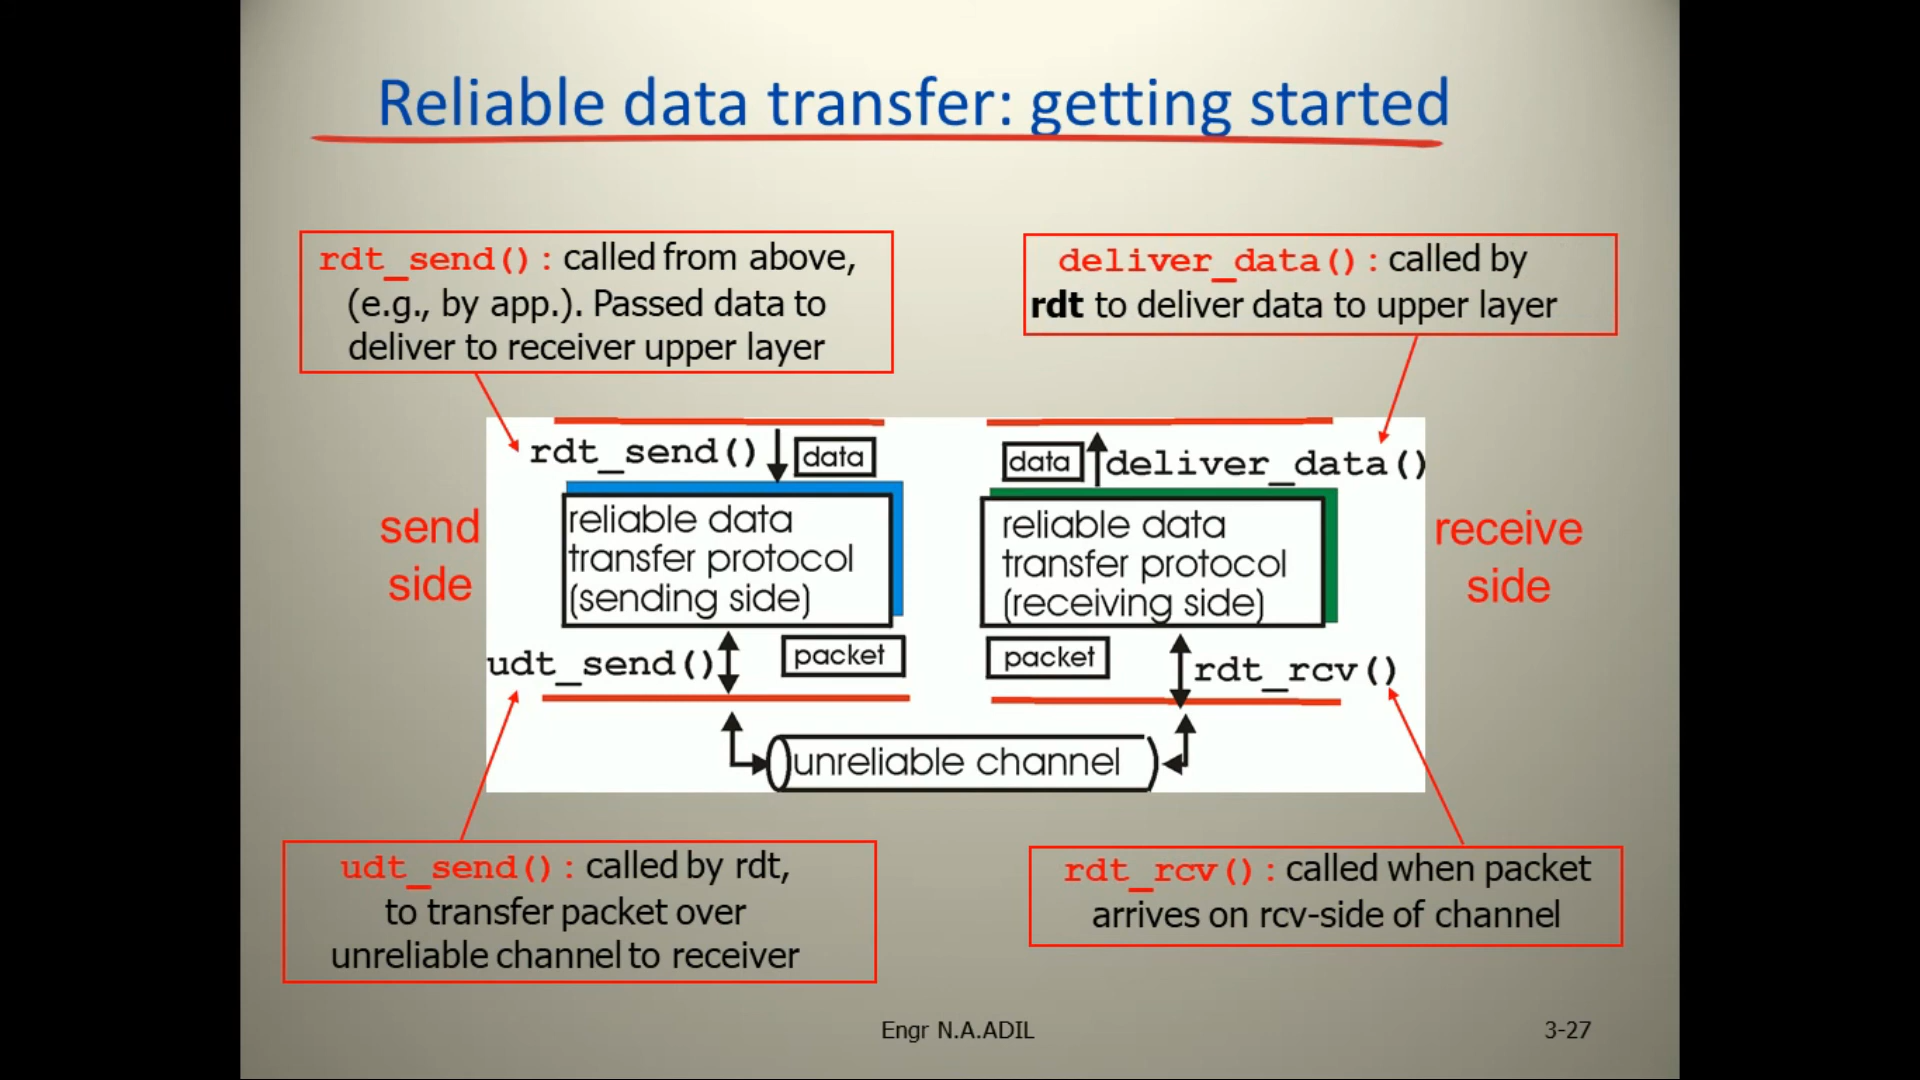 Reliable data transfer: getting started
rdt_send(): called from above,
(e.g., by app.). Passed data to
deliver to receiver upper layer
deliver_data(): called by
rdt to deliver data to upper layer
rdt_send()
data
data
deliver_data()
send
side
reliable data
transfer protocol
(sending side)
reliable data
transfer protocol
(receiving side)
receive
side
udt_send()
packet
packet
rdt_rcv()
unreliable channel
udt_send(): called by rdt,
to transfer packet over
unreliable channel to receiver
rdt_rcv(): called when packet
arrives on rcv-side of channel
Engr N.A.ADIL
3-27